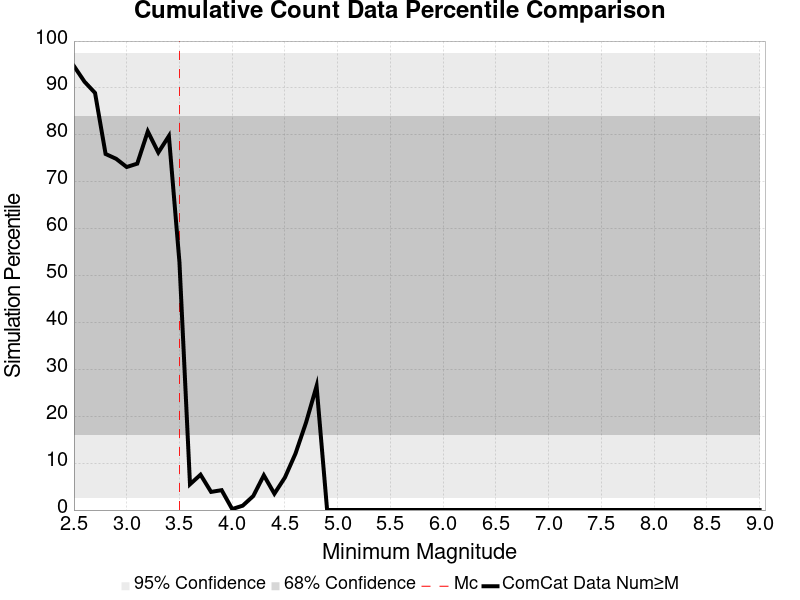 Cumulative Count Data Percentile Comparison
100
90
80
70
60
50
40
30
20
10
0
Simulation Percentile
2.5 3.0 3.5 4.0 4.5 5.0 5.5 6.0 6.5 7.0 7.5 8.0 8.5 9.0
Minimum Magnitude
95% Confidence 68% Confidence Mc ComCat Data Num≥M